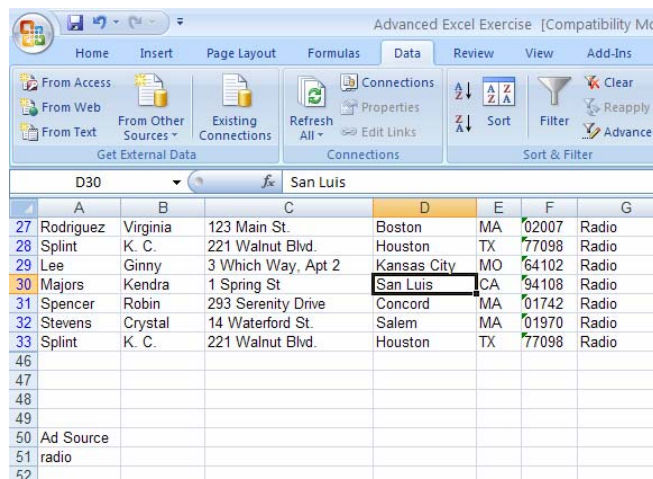 Advanced Excel Exercise [Compatibility Mo
Home Insert Page Layout Formulas Data Review View Add-Ins
From Access
From Web
From Text
From Other Sources
Existing Connections
Get External Data
Refresh All
Connections
Properties
Edit Links
Connections
Sort
Filter
Clear
Reapply
Advance
Sort & Filter
D30 fx San Luis
A B C D E F G
27 Rodriguez Virginia 123 Main St. Boston MA 02007 Radio
28 Splint K. C. 221 Walnut Blvd. Houston TX 77098 Radio
29 Lee Ginny 3 Which Way, Apt 2 Kansas City MO 64102 Radio
30 Majors Kendra 1 Spring St San Luis CA 94108 Radio
31 Spencer Robin 293 Serenity Drive Concord MA 01742 Radio
32 Stevens Crystal 14 Waterford St. Salem MA 01970 Radio
33 Splint K. C. 221 Walnut Blvd. Houston TX 77098 Radio
46
47
48
49
50 Ad Source
51 radio
52